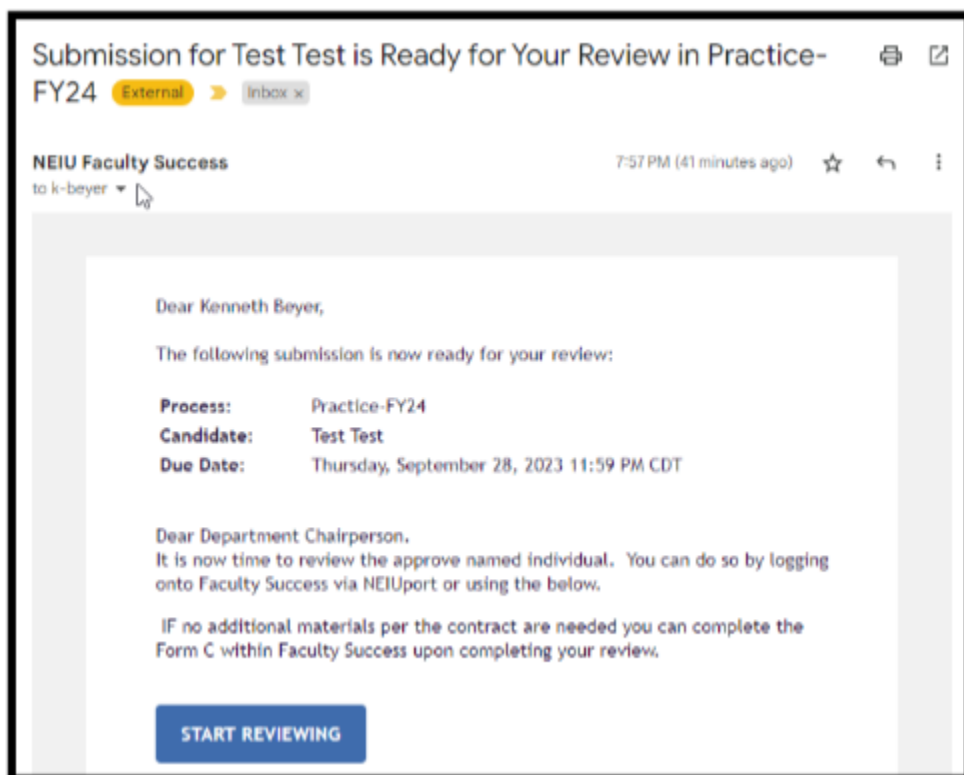 Submission for Test Test is Ready for Your Review in Practice-
FY24 External Inbox x
NEIU Faculty Success 7:57 PM (41 minutes ago)
to k-beyer
Dear Kenneth Beyer,
The following submission is now ready for your review:
Process: Practice-FY24
Candidate: Test Test
Due Date: Thursday, September 28, 2023 11:59 PM CDT
Dear Department Chairperson.
It is now time to review the approve named individual. You can do so by logging
onto Faculty Success via NEIUport or using the below.
IF no additional materials per the contract are needed you can complete the
Form C within Faculty Success upon completing your review.
START REVIEWING